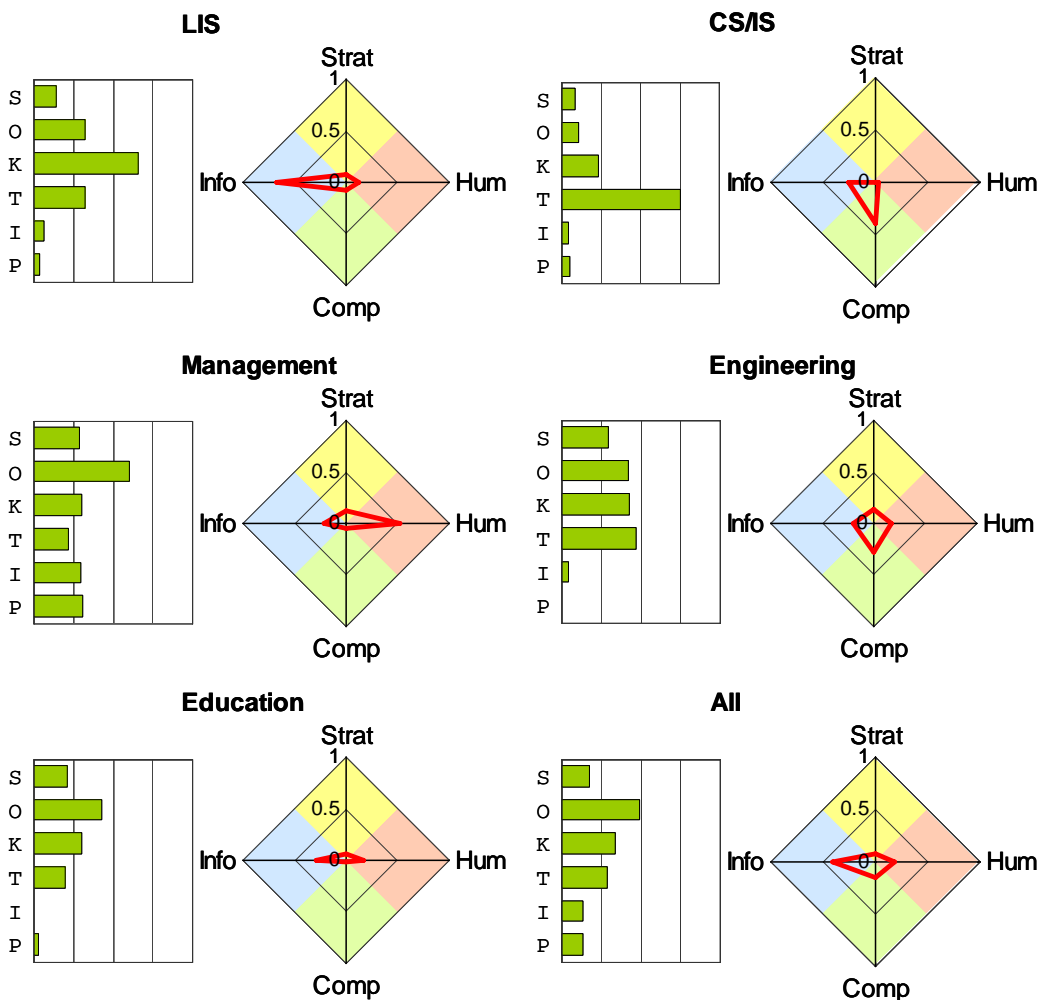 LIS
Strat
1
S
O
K
T
I
P
0.5
Info
0
Hum
Comp
CS/IS
Strat
1
S
O
K
T
I
P
0.5
Info
0
Hum
Comp
Management
Strat
1
S
O
K
T
I
P
0.5
Info
0
Hum
Comp
Engineering
Strat
1
S
O
K
T
I
P
0.5
Info
0
Hum
Comp
Education
Strat
1
S
O
K
T
I
P
0.5
Info
0
Hum
Comp
All
Strat
1
S
O
K
T
I
P
0.5
Info
0
Hum
Comp